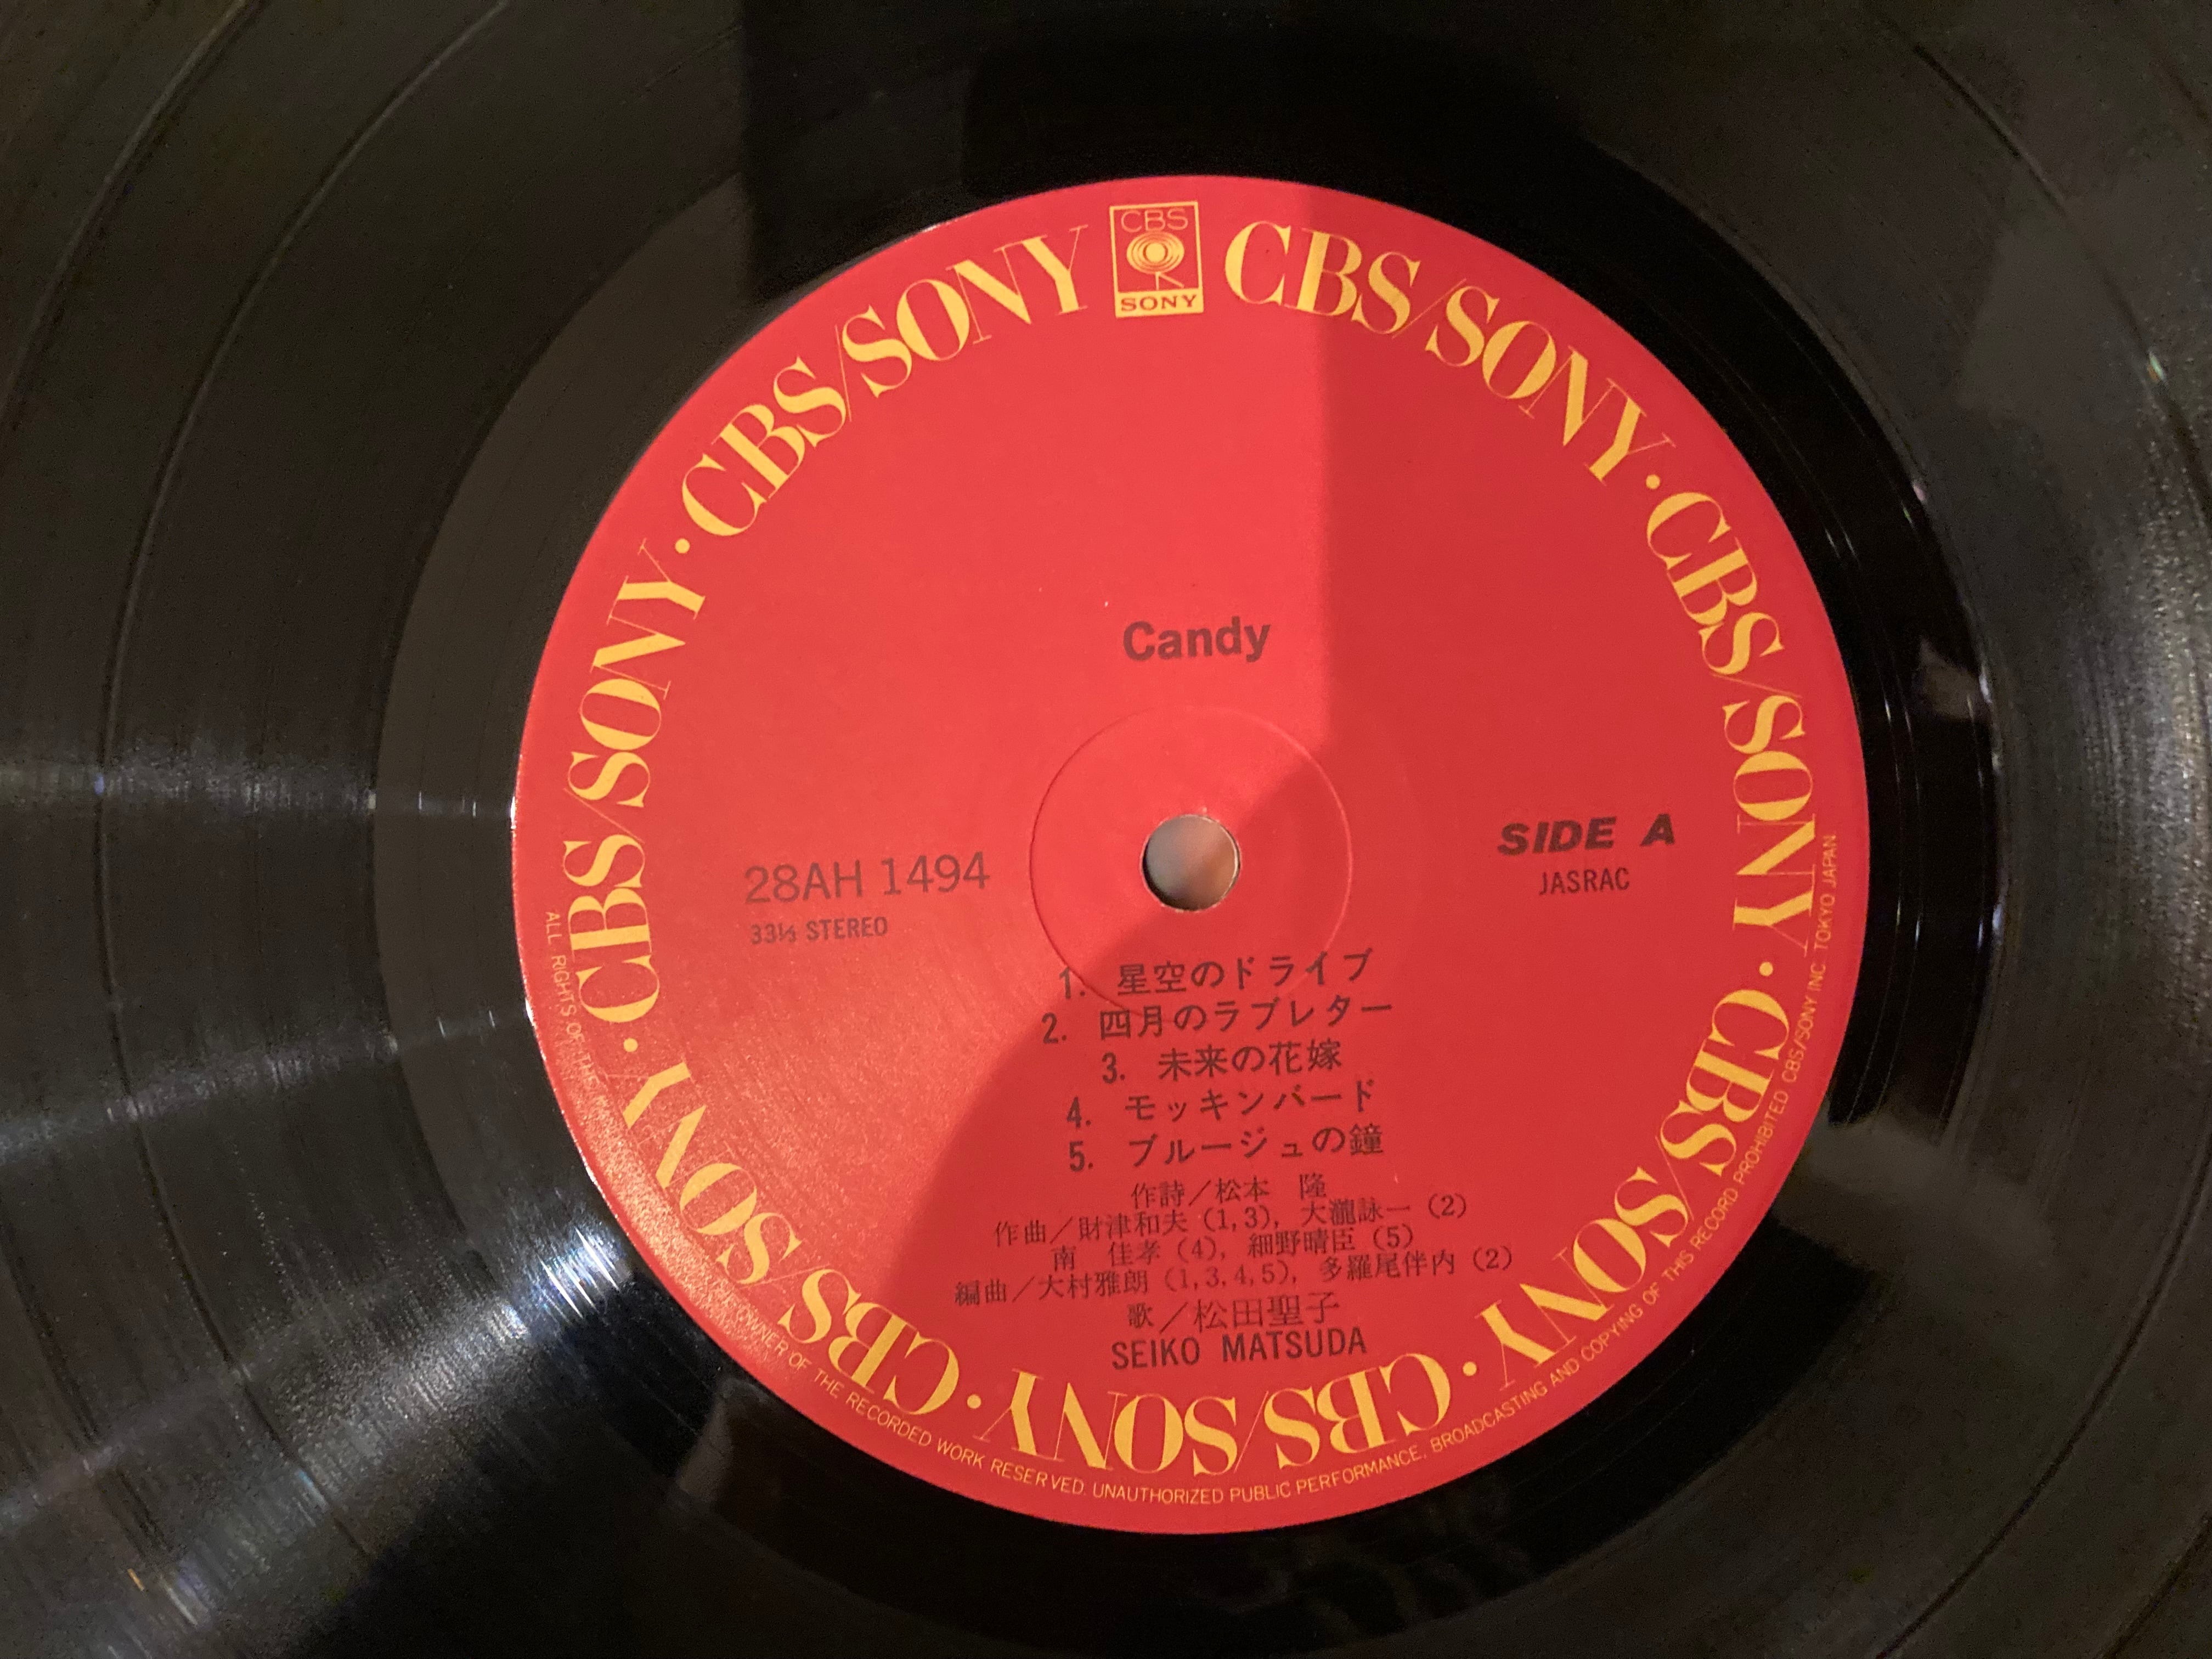 CBS
SONY
CBS/SONY · CBS/SONY · CBS/SONY · CBS/SONY · CBS/SONY · CBS/SONY · CBS/SONY
Candy
28AH 1494
33⅓ STEREO
SIDE A
JASRAC
1. 星空のドライブ
2. 四月のラブレター
3. 未来の花嫁
4. モッキンバード
5. ブルージュの鐘
作詩／松本 隆
作曲／財津和夫（1,3），大瀧詠一（2）
南 佳孝（4），細野晴臣（5）
編曲／大村雅朗（1,3,4,5），多羅尾伴内（2）
歌／松田聖子
SEIKO MATSUDA
ALL RIGHTS OF THE OWNER OF THE RECORDED WORK RESERVED. UNAUTHORIZED PUBLIC PERFORMANCE. BROADCASTING AND COPYING OF THIS RECORD PROHIBITED CBS/SONY INC. TOKYO JAPAN